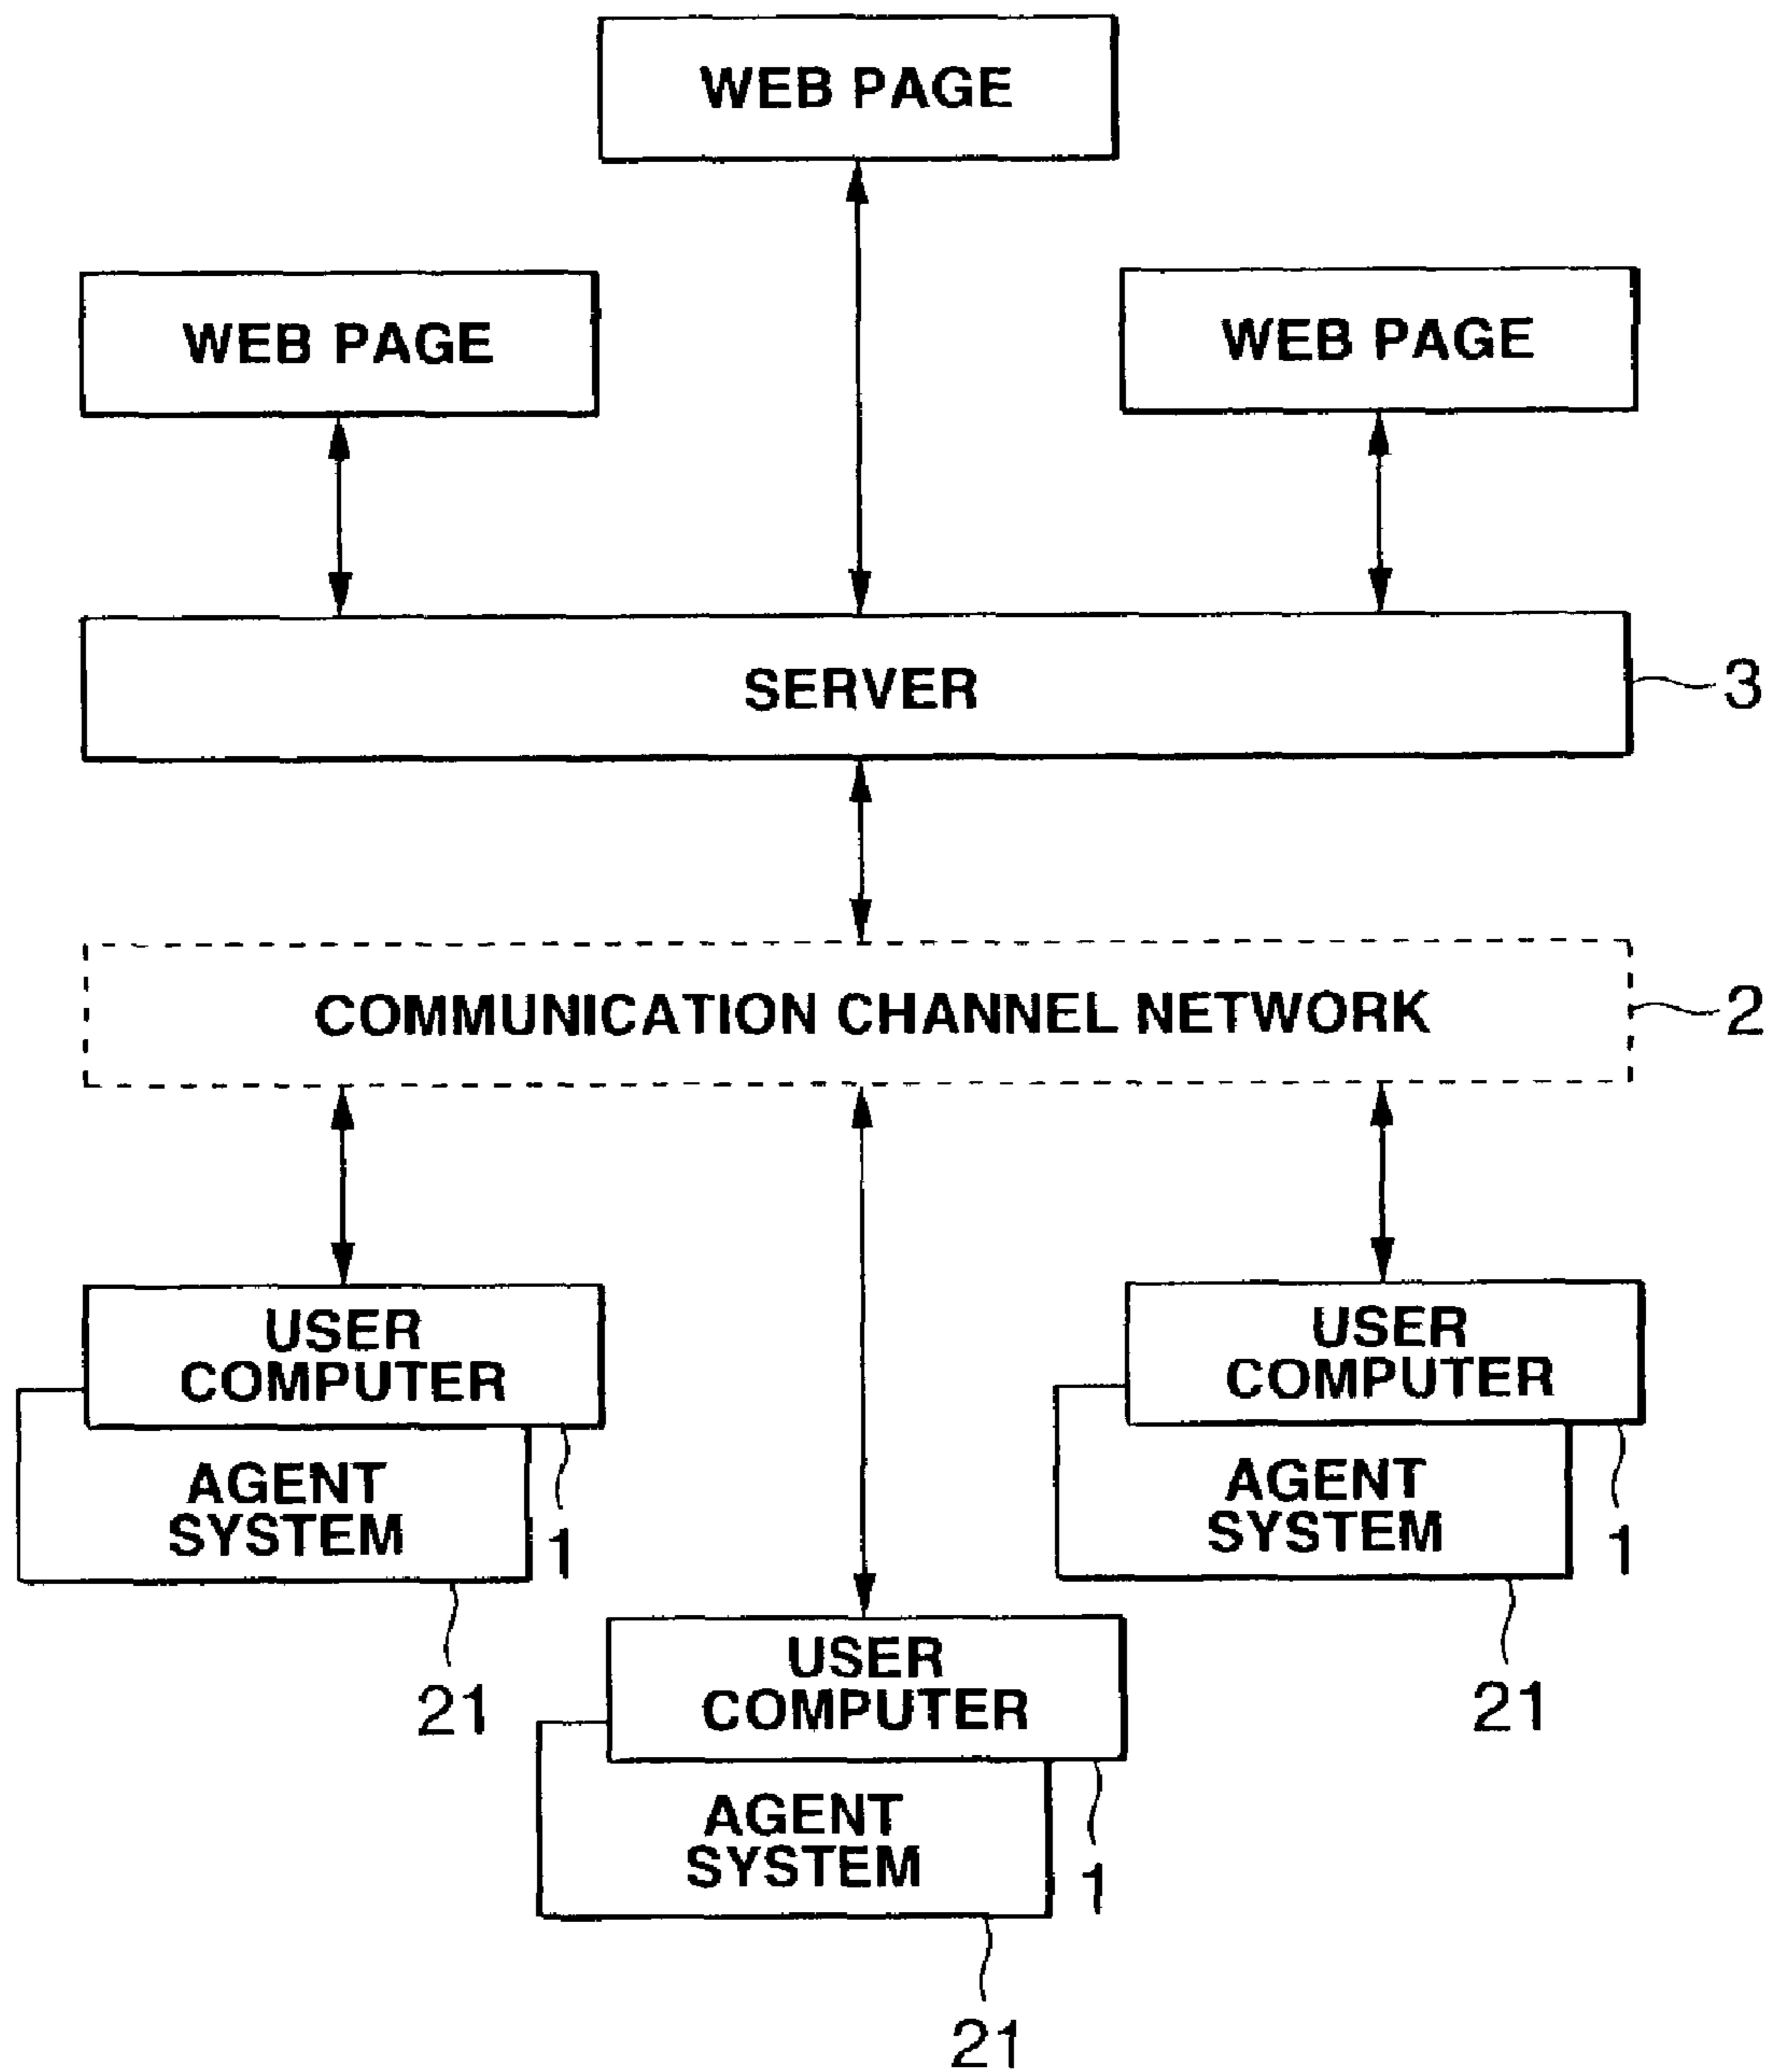 WEB PAGE
WEB PAGE
WEB PAGE
SERVER
3
COMMUNICATION CHANNEL NETWORK
2
USER
COMPUTER
AGENT
SYSTEM
1
21
USER
COMPUTER
AGENT
SYSTEM
1
21
USER
COMPUTER
AGENT
SYSTEM
1
21